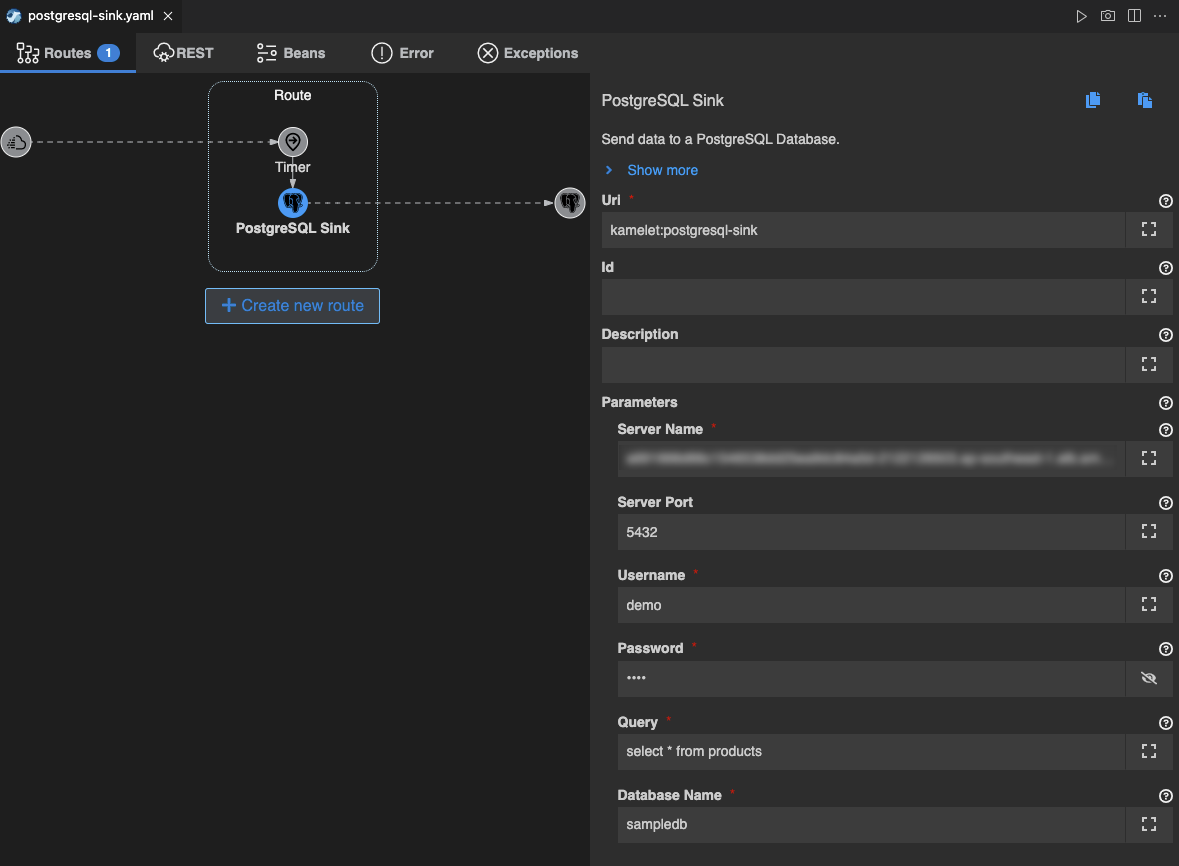 postgresql-sink.yaml
Routes 1 REST Beans Error Exceptions
Route
Timer
PostgreSQL Sink
Create new route
PostgreSQL Sink
Send data to a PostgreSQL Database.
Show more
Uri *
kamelet:postgresql-sink
Id
Description
Parameters
Server Name *
Server Port
5432
Username *
demo
Password *
••••
Query *
select * from products
Database Name *
sampledb